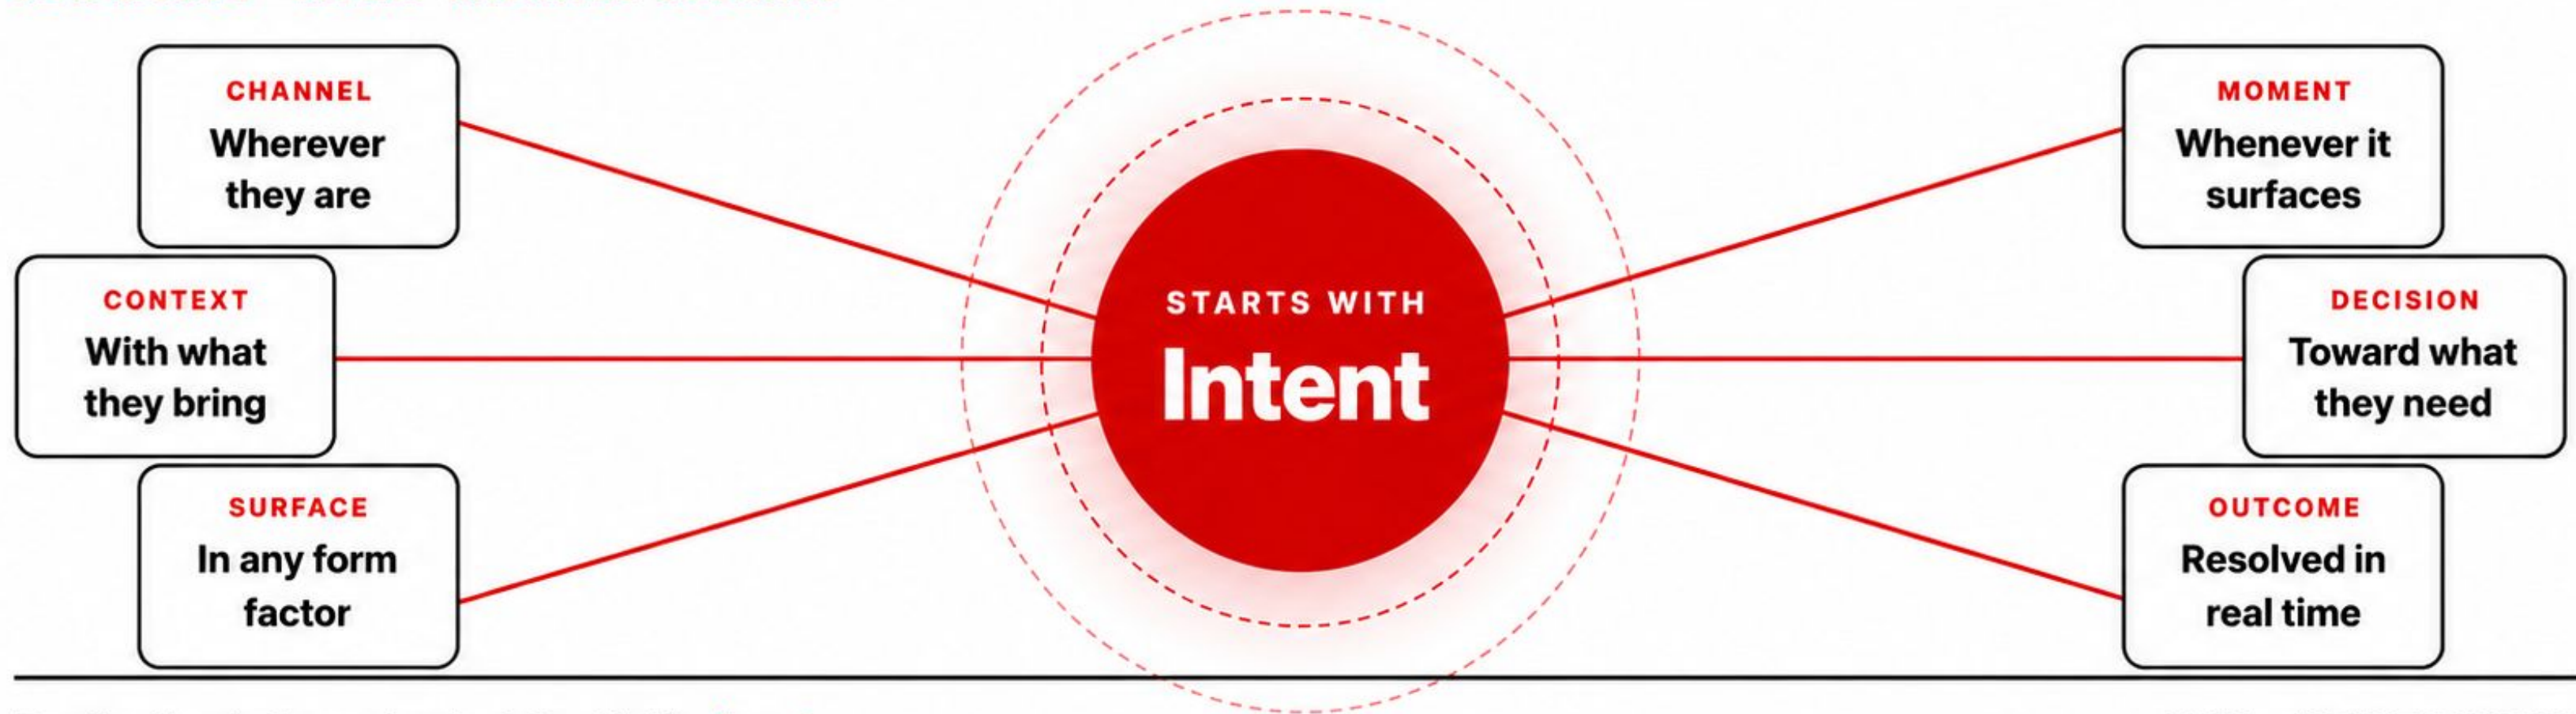 CHANNEL
Wherever
they are
CONTEXT
With what
they bring
SURFACE
In any form
factor
STARTS WITH
Intent
MOMENT
Whenever it
surfaces
DECISION
Toward what
they need
OUTCOME
Resolved in
real time